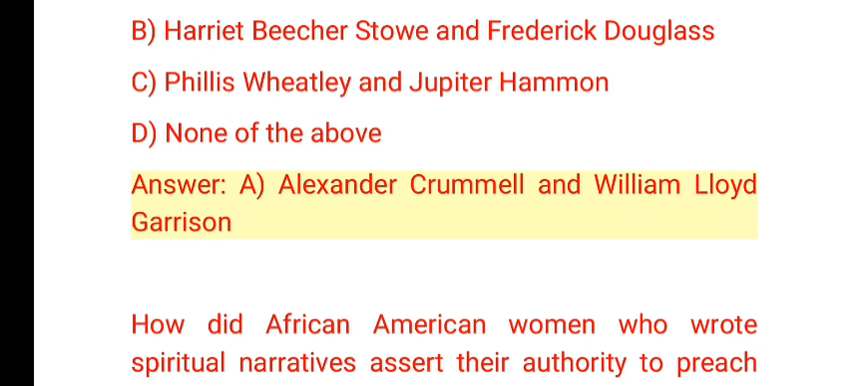 B) Harriet Beecher Stowe and Frederick Douglass
C) Phillis Wheatley and Jupiter Hammon
D) None of the above
Answer: A) Alexander Crummell and William Lloyd
Garrison
How did African American women who wrote
spiritual narratives assert their authority to preach